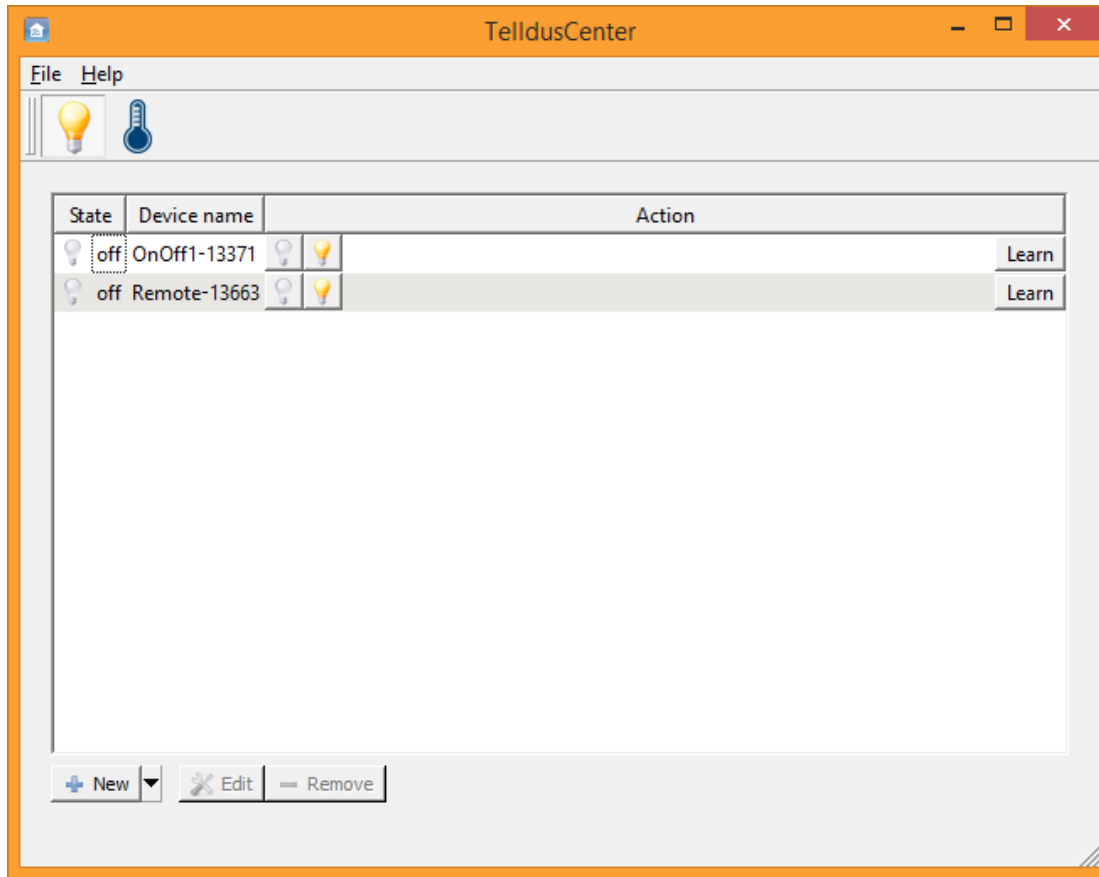 TelldusCenter
File Help
State Device name Action
off OnOff1-13371 Learn
off Remote-13663 Learn
New Edit Remove